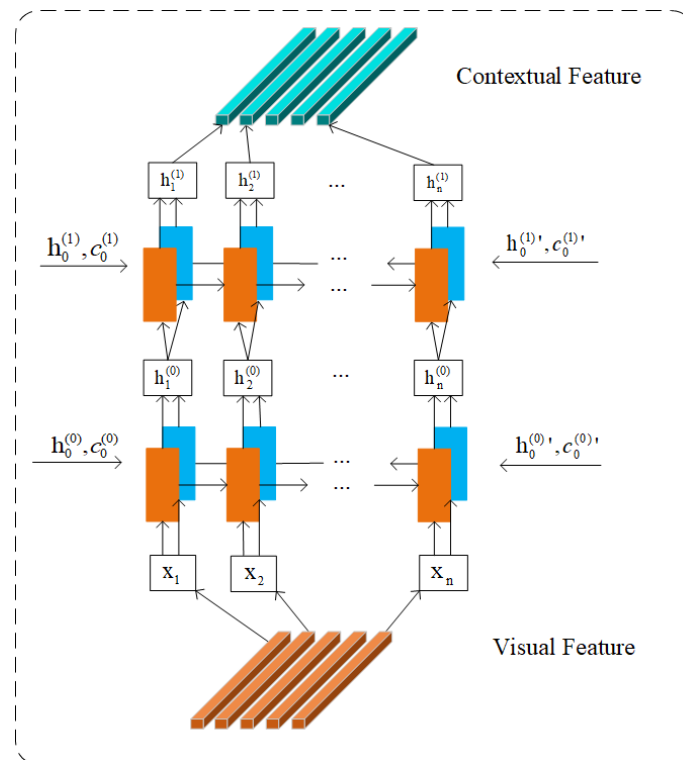 Contextual Feature
h₁⁽¹⁾ h₂⁽¹⁾ ... hₙ⁽¹⁾
h₀⁽¹⁾,c₀⁽¹⁾ ... h₀⁽¹⁾',c₀⁽¹⁾'
...
h₁⁽⁰⁾ h₂⁽⁰⁾ ... hₙ⁽⁰⁾
h₀⁽⁰⁾,c₀⁽⁰⁾ ... h₀⁽⁰⁾',c₀⁽⁰⁾'
...
X₁ X₂ Xₙ
Visual Feature